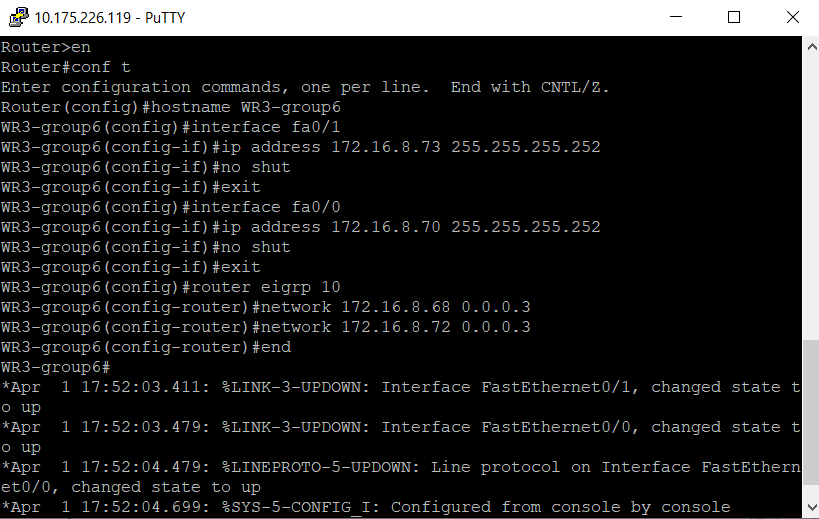 10.175.226.119 - PuTTY
Router>en
Router#conf t
Enter configuration commands, one per line.  End with CNTL/Z.
Router(config)#hostname WR3-group6
WR3-group6(config)#interface fa0/1
WR3-group6(config-if)#ip address 172.16.8.73 255.255.255.252
WR3-group6(config-if)#no shut
WR3-group6(config-if)#exit
WR3-group6(config)#interface fa0/0
WR3-group6(config-if)#ip address 172.16.8.70 255.255.255.252
WR3-group6(config-if)#no shut
WR3-group6(config-if)#exit
WR3-group6(config)#router eigrp 10
WR3-group6(config-router)#network 172.16.8.68 0.0.0.3
WR3-group6(config-router)#network 172.16.8.72 0.0.0.3
WR3-group6(config-router)#end
WR3-group6#
*Apr  1 17:52:03.411: %LINK-3-UPDOWN: Interface FastEthernet0/1, changed state t
o up
*Apr  1 17:52:03.479: %LINK-3-UPDOWN: Interface FastEthernet0/0, changed state t
o up
*Apr  1 17:52:04.479: %LINEPROTO-5-UPDOWN: Line protocol on Interface FastEthern
et0/0, changed state to up
*Apr  1 17:52:04.699: %SYS-5-CONFIG_I: Configured from console by console